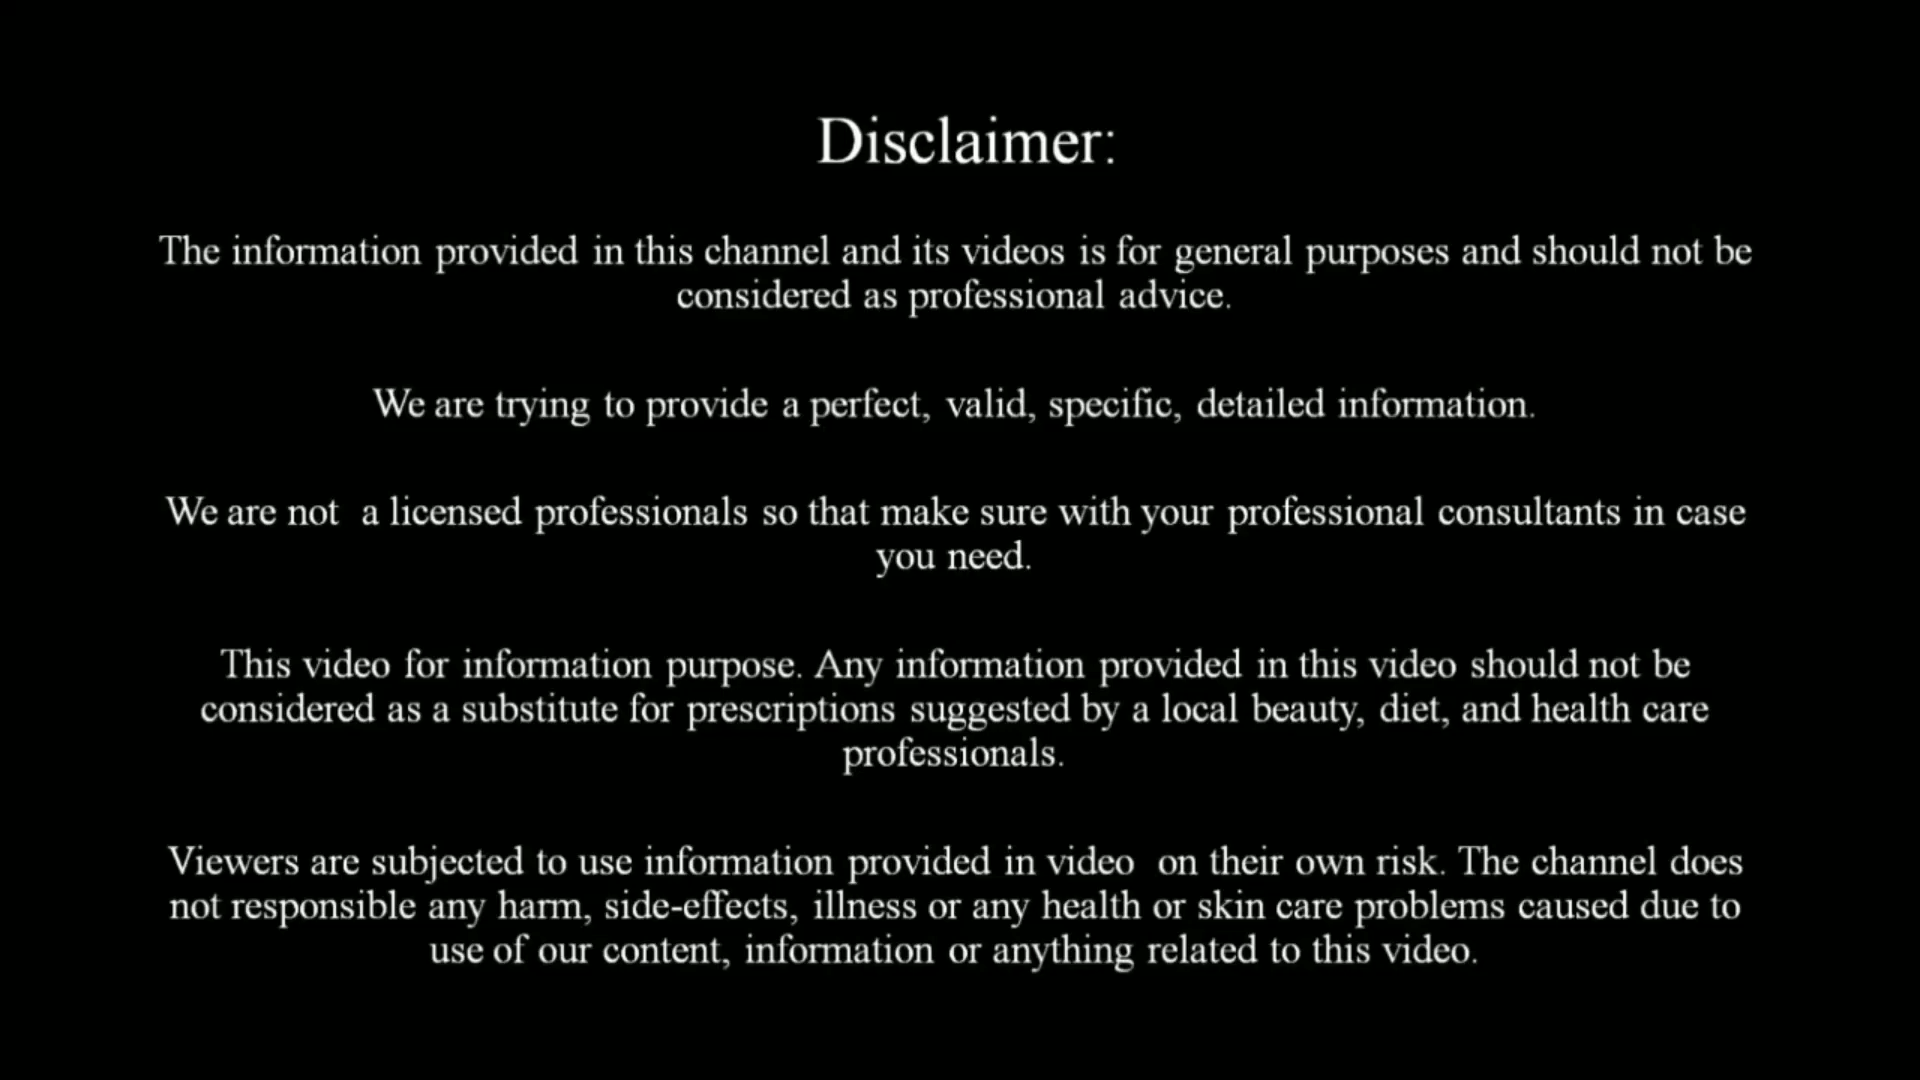 Disclaimer:
The information provided in this channel and its videos is for general purposes and should not be
considered as professional advice.
We are trying to provide a perfect, valid, specific, detailed information.
We are not  a licensed professionals so that make sure with your professional consultants in case
you need.
This video for information purpose. Any information provided in this video should not be
considered as a substitute for prescriptions suggested by a local beauty, diet, and health care
professionals.
Viewers are subjected to use information provided in video  on their own risk. The channel does
not responsible any harm, side-effects, illness or any health or skin care problems caused due to
use of our content, information or anything related to this video.